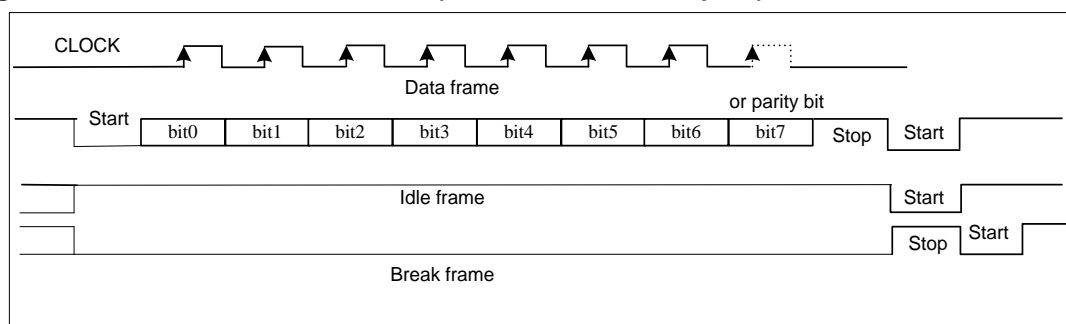 CLOCK
Data frame
or parity bit
Start bit0 bit1 bit2 bit3 bit4 bit5 bit6 bit7 Stop Start
Idle frame Start
Stop Start
Break frame